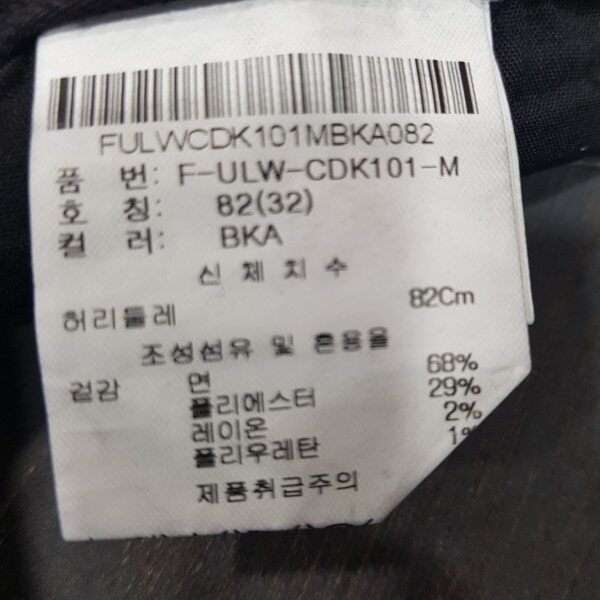 FULWCDK101MBKA082
품 번: F-ULW-CDK101-M
호 칭: 82(32)
컬 러: BKA
신 체 치 수
허리둘레 82Cm
조성섬유 및 혼용율
겉감 면 68%
폴리에스터 29%
레이온 2%
폴리우레탄 1%
제품취급주의